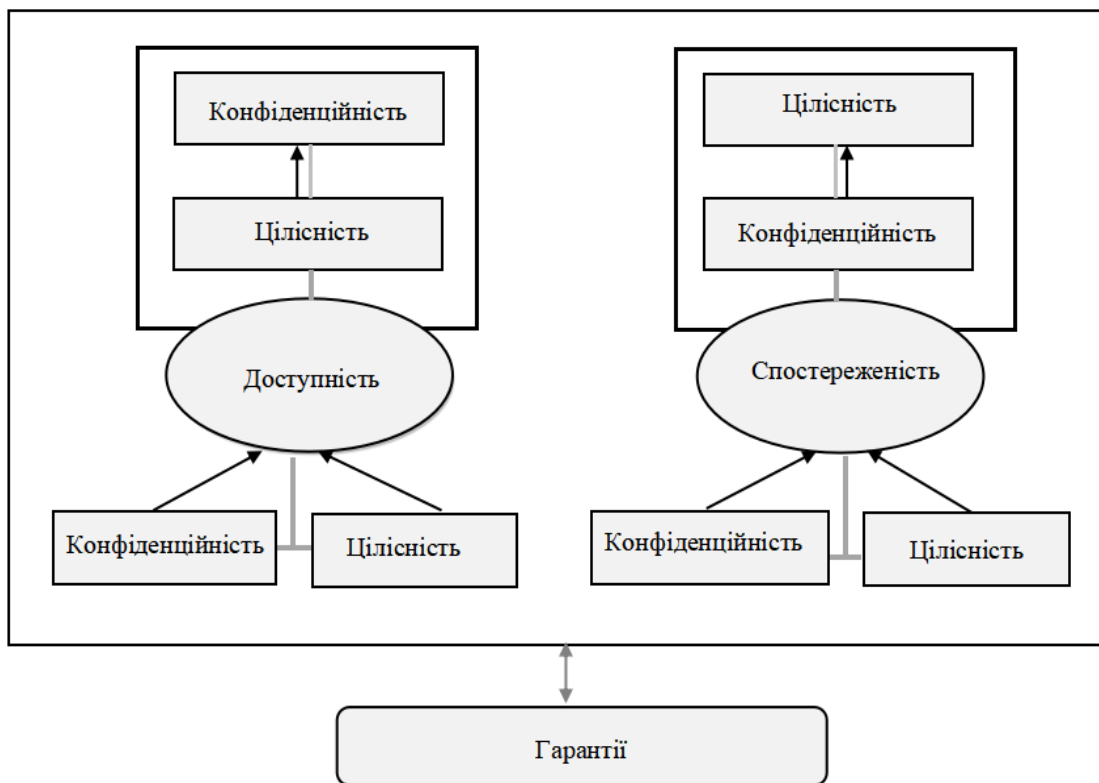 Конфіденційність
Цілісність
Цілісність
Конфіденційність
Доступність
Спостереженість
Конфіденційність
Цілісність
Конфіденційність
Цілісність
Гарантії